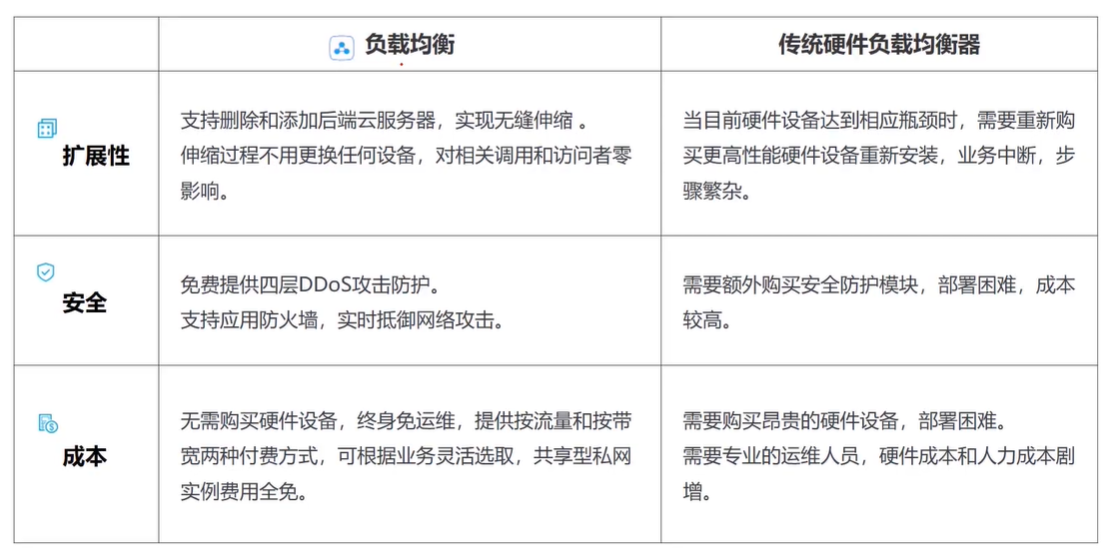 负载均衡
传统硬件负载均衡器
扩展性
支持删除和添加后端云服务器，实现无缝伸缩 。
伸缩过程不用更换任何设备，对相关调用和访问者零
影响。
当目前硬件设备达到相应瓶颈时，需要重新购
买更高性能硬件设备重新安装，业务中断，步
骤繁杂。
安全
免费提供四层DDoS攻击防护。
支持应用防火墙，实时抵御网络攻击。
需要额外购买安全防护模块，部署困难，成本
较高。
成本
无需购买硬件设备，终身免运维，提供按流量和按带
宽两种付费方式，可根据业务灵活选取，共享型私网
实例费用全免。
需要购买昂贵的硬件设备，部署困难。
需要专业的运维人员，硬件成本和人力成本剧
增。